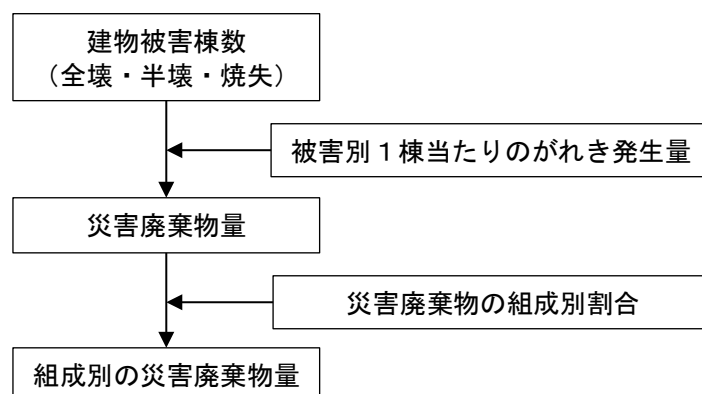 建物被害棟数
（全壊・半壊・焼失）
被害別１棟当たりのがれき発生量
災害廃棄物量
災害廃棄物の組成別割合
組成別の災害廃棄物量